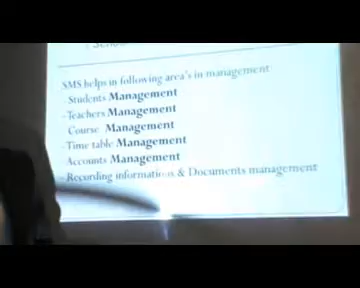 SMS helps in following area's in management
-Students Management
-Teachers Management
Course Management
-Time table Management
Accounts Management
- Recording informations & Documents management